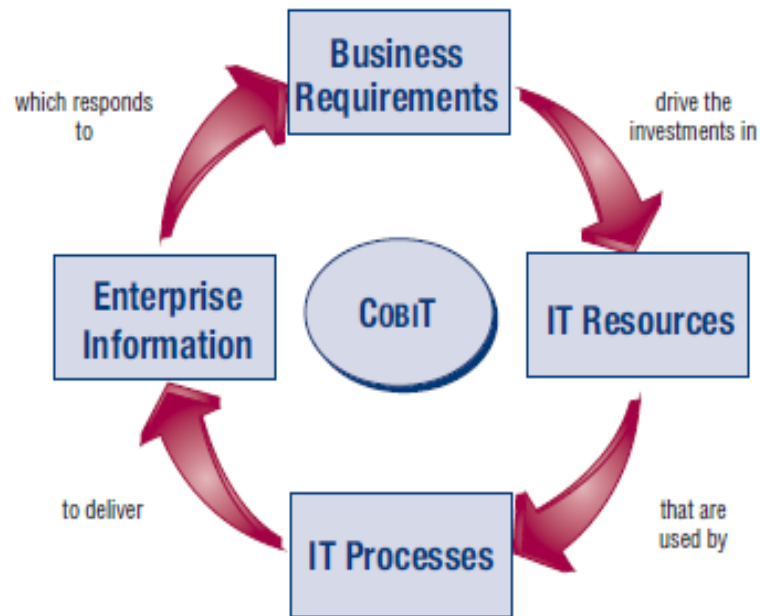 Business
Requirements
drive the
investments in
IT Resources
that are
used by
IT Processes
to deliver
Enterprise
Information
which responds
to
COBIT